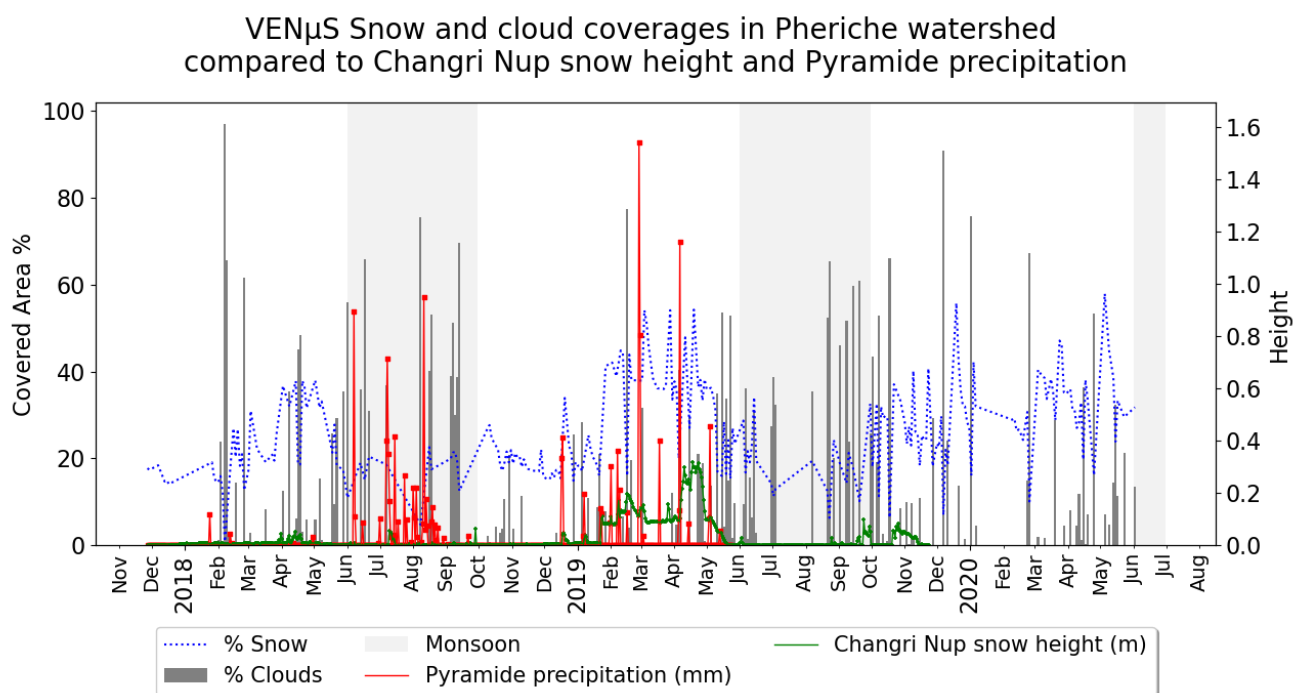 VENμS Snow and cloud coverages in Pheriche watershed
compared to Changri Nup snow height and Pyramide precipitation
100
80
60
40
20
0
Covered Area %
1.6
1.4
1.2
1.0
0.8
0.6
0.4
0.2
0.0
Height
Nov Dec 2018 Feb Mar Apr May Jun Jul Aug Sep Oct Nov Dec 2019 Feb Mar Apr May Jun Jul Aug Sep Oct Nov Dec 2020 Feb Mar Apr May Jun Jul Aug
% Snow Monsoon Changri Nup snow height (m)
% Clouds Pyramide precipitation (mm)